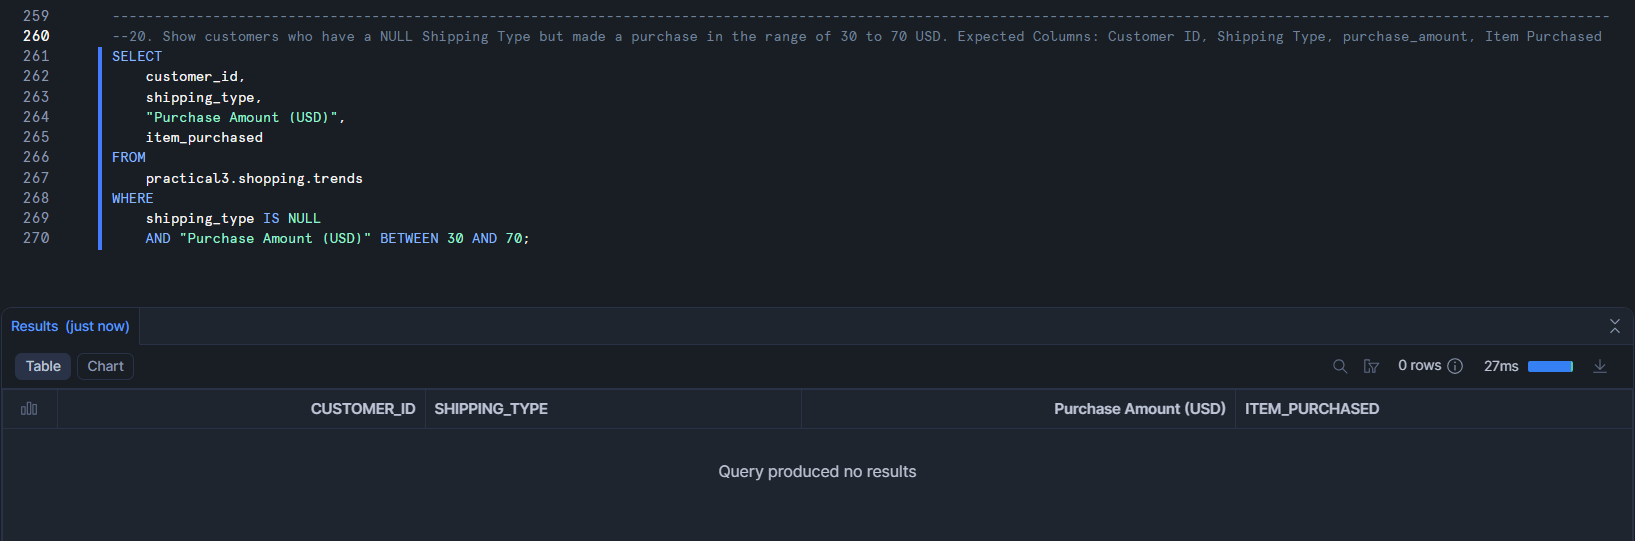 259 --------------------------------------------------------------------------------------------------------------------------------------------------------------------------------
260 --20. Show customers who have a NULL Shipping Type but made a purchase in the range of 30 to 70 USD. Expected Columns: Customer ID, Shipping Type, purchase_amount, Item Purchased
261 SELECT
262 customer_id,
263 shipping_type,
264 "Purchase Amount (USD)",
265 item_purchased
266 FROM
267 practical3.shopping.trends
268 WHERE
269 shipping_type IS NULL
270 AND "Purchase Amount (USD)" BETWEEN 30 AND 70;
Results (just now)
Table Chart 0 rows 27ms
CUSTOMER_ID SHIPPING_TYPE Purchase Amount (USD) ITEM_PURCHASED
Query produced no results